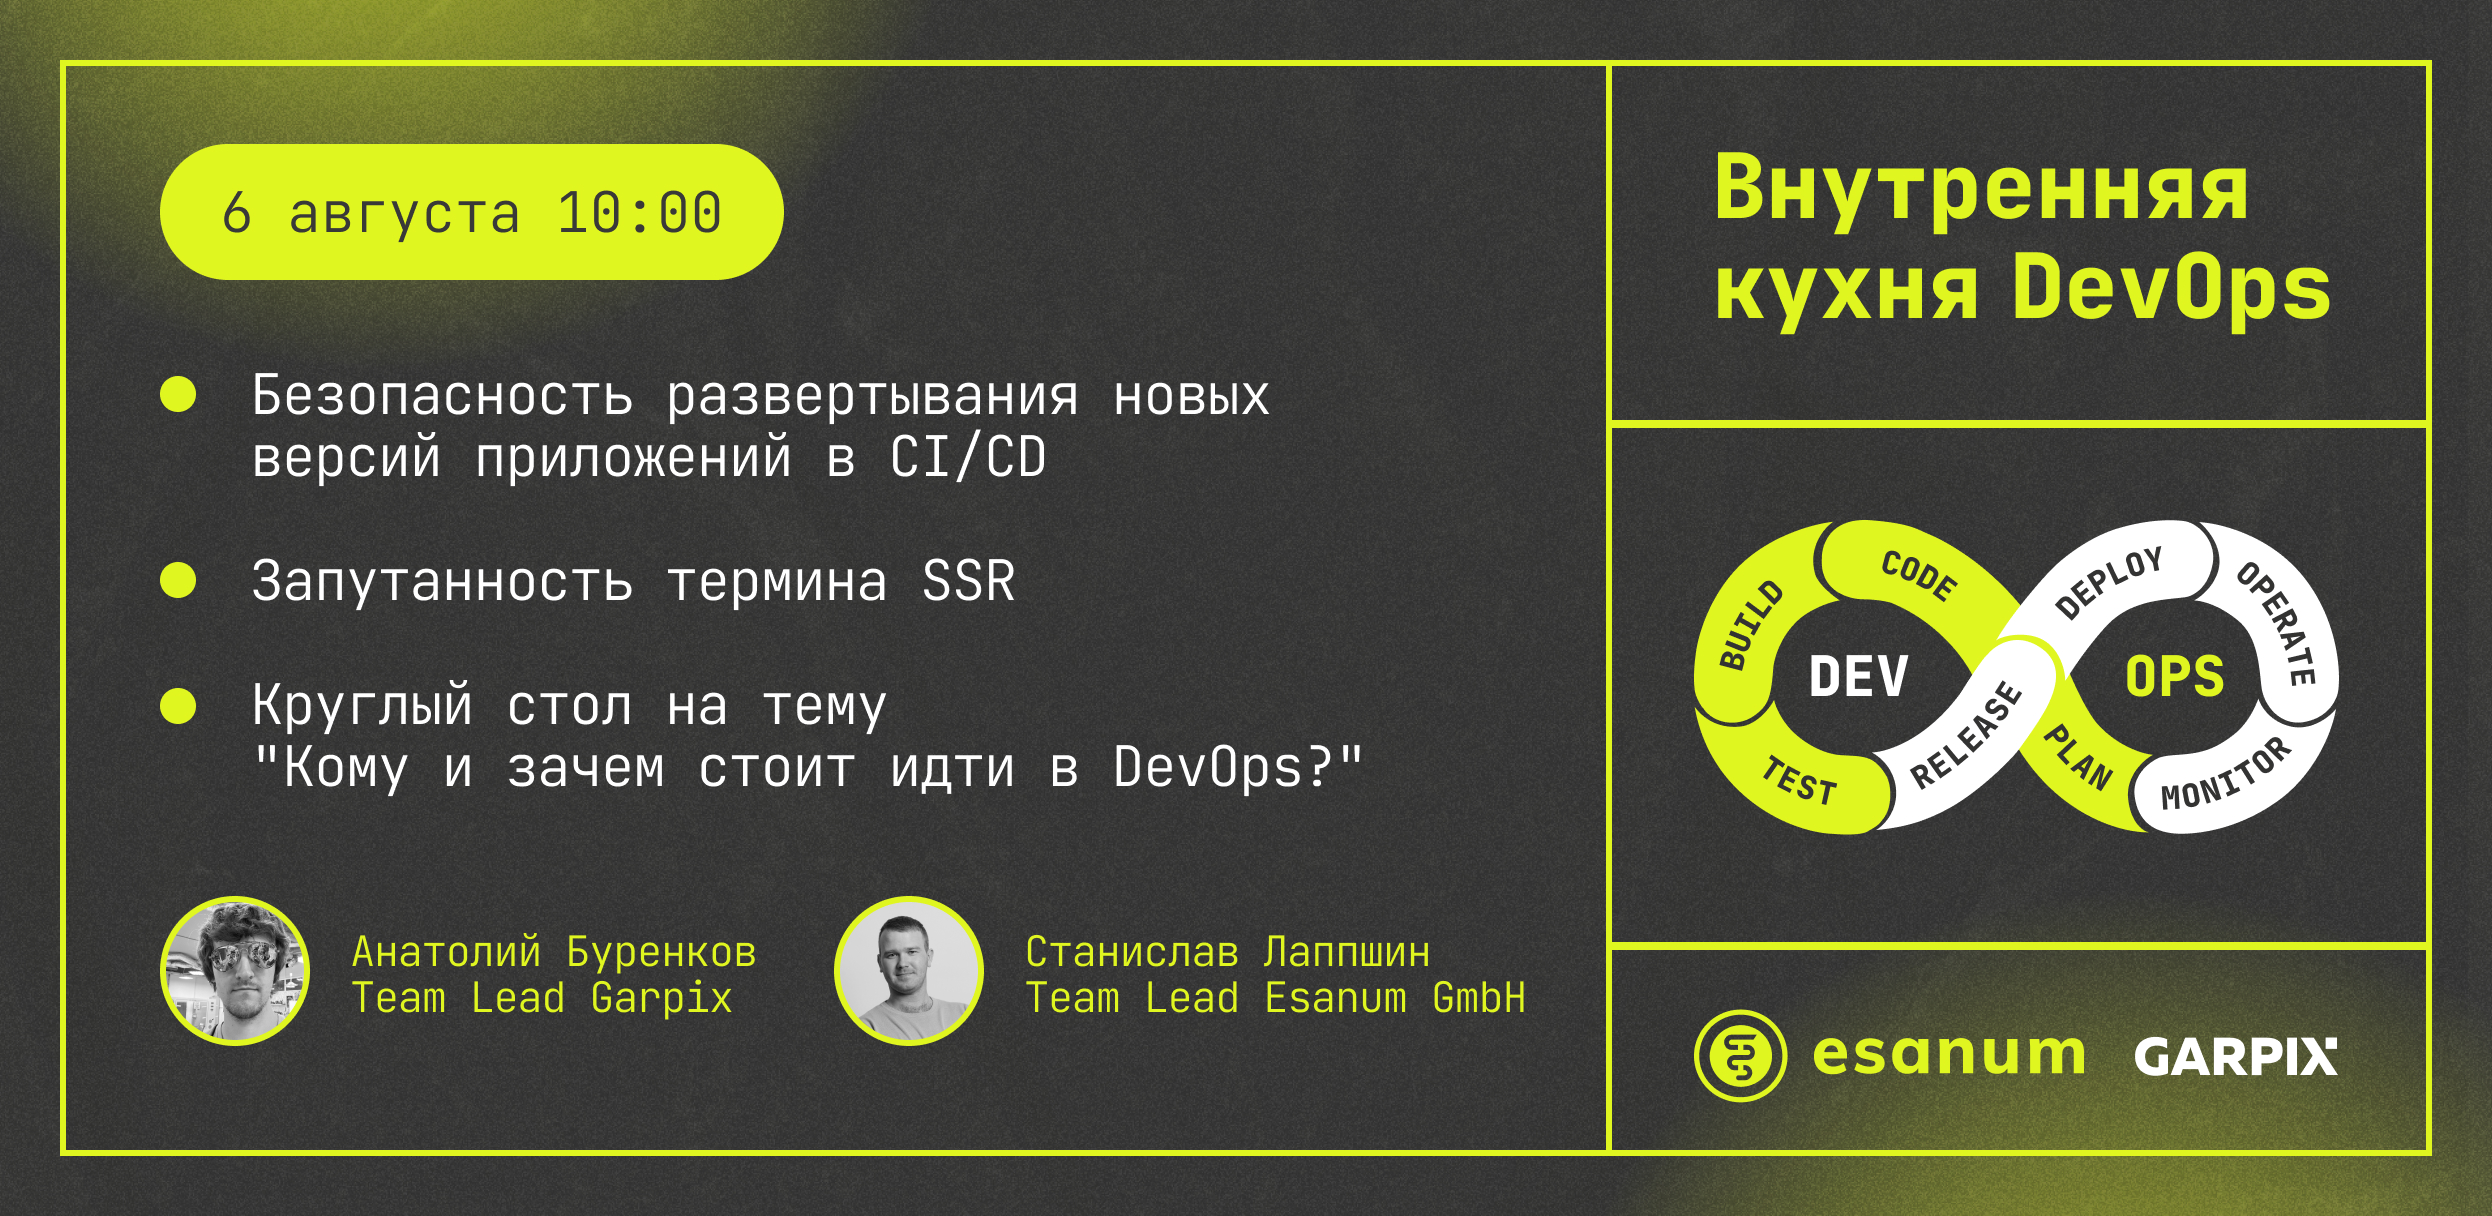 6 августа 10:00
Безопасность развертывания новых
версий приложений в CI/CD
Запутанность термина SSR
Круглый стол на тему
"Кому и зачем стоит идти в DevOps?"
Анатолий Буренков
Team Lead Garpix
Станислав Лаппшин
Team Lead Esanum GmbH
Внутренняя
кухня DevOps
CODE
BUILD
DEV
TEST
RELEASE
DEPLOY
OPERATE
OPS
PLAN
MONITOR
esanum
GARPIX